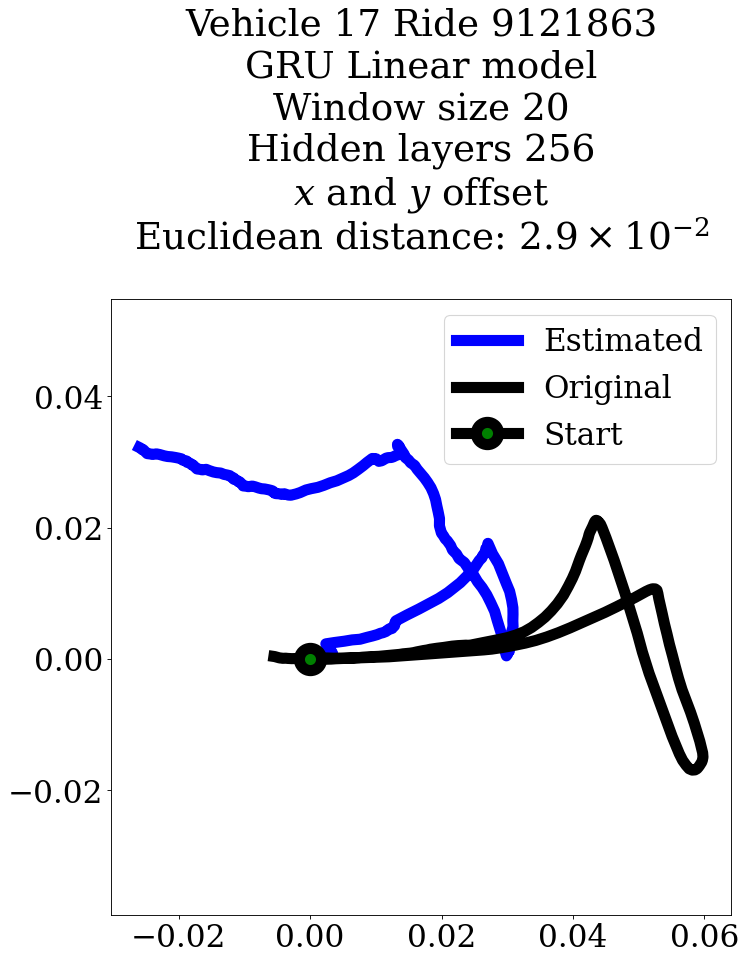 Vehicle 17 Ride 9121863
GRU Linear model
Window size 20
Hidden layers 256
x and y offset
Euclidean distance: 2.9 × 10⁻²
Estimated
Original
Start
0.04
0.02
0.00
−0.02
−0.02
0.00
0.02
0.04
0.06